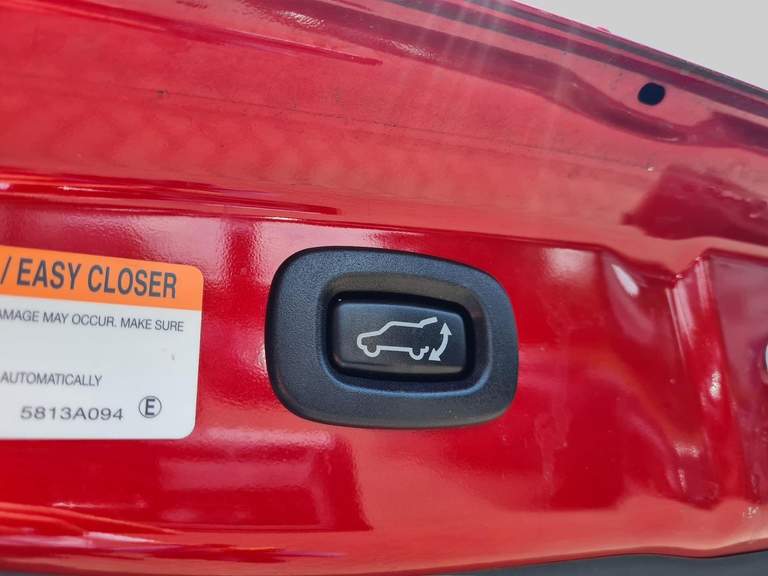 / EASY CLOSER
AMAGE MAY OCCUR. MAKE SURE
AUTOMATICALLY
5813A094 E